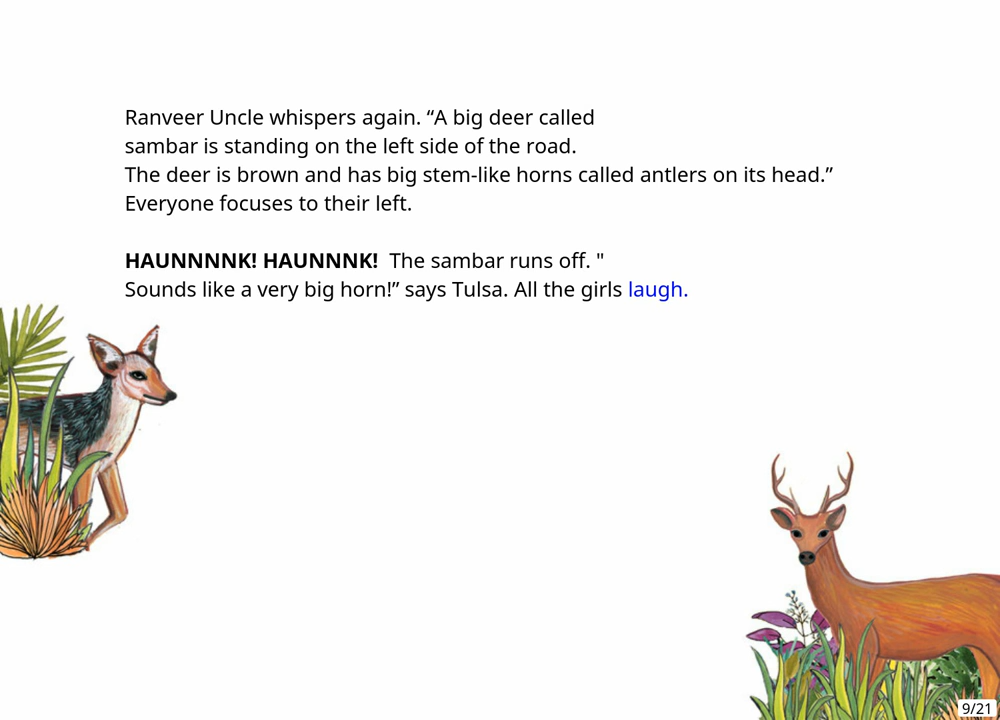 Ranveer Uncle whispers again. “A big deer called
sambar is standing on the left side of the road.
The deer is brown and has big stem-like horns called antlers on its head.”
Everyone focuses to their left.
HAUNNNNK! HAUNNNK!  The sambar runs off. "
Sounds like a very big horn!” says Tulsa. All the girls laugh.
9/21